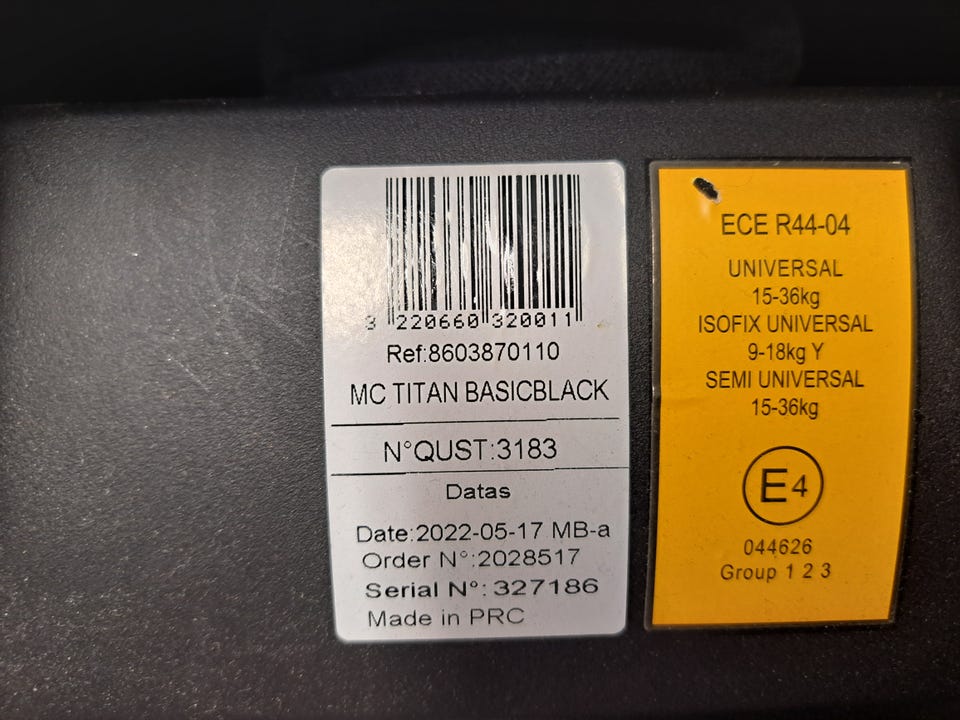 3 220660 320011
Ref:8603870110
MC TITAN BASICBLACK
N°QUST:3183
Datas
Date:2022-05-17 MB-a
Order N°:2028517
Serial N°: 327186
Made in PRC
ECE R44-04
UNIVERSAL
15-36kg
ISOFIX UNIVERSAL
9-18kg Y
SEMI UNIVERSAL
15-36kg
E4
044626
Group 1 2 3